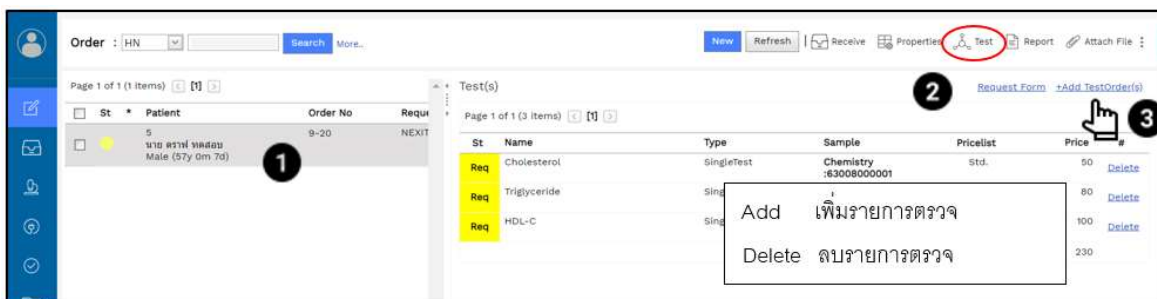 Order : HN Search More..
New Refresh Receive Properties Test Report Attach File
Page 1 of 1 (1 items) [1]
St * Patient Order No Reque
5 9-20 NEXIT
นาย ดราฟ ทดสอบ
Male (57y 0m 7d)
1
Test(s)
2
Request Form +Add TestOrder(s)
3
Page 1 of 1 (3 items) [1]
St Name Type Sample Pricelist Price #
Req Cholesterol SingleTest Chemistry Std. 50 Delete
:63008000001
Req Triglyceride Sing 80 Delete
Req HDL-C Sing 100 Delete
230
Add เพิ่มรายการตรวจ
Delete ลบรายการตรวจ